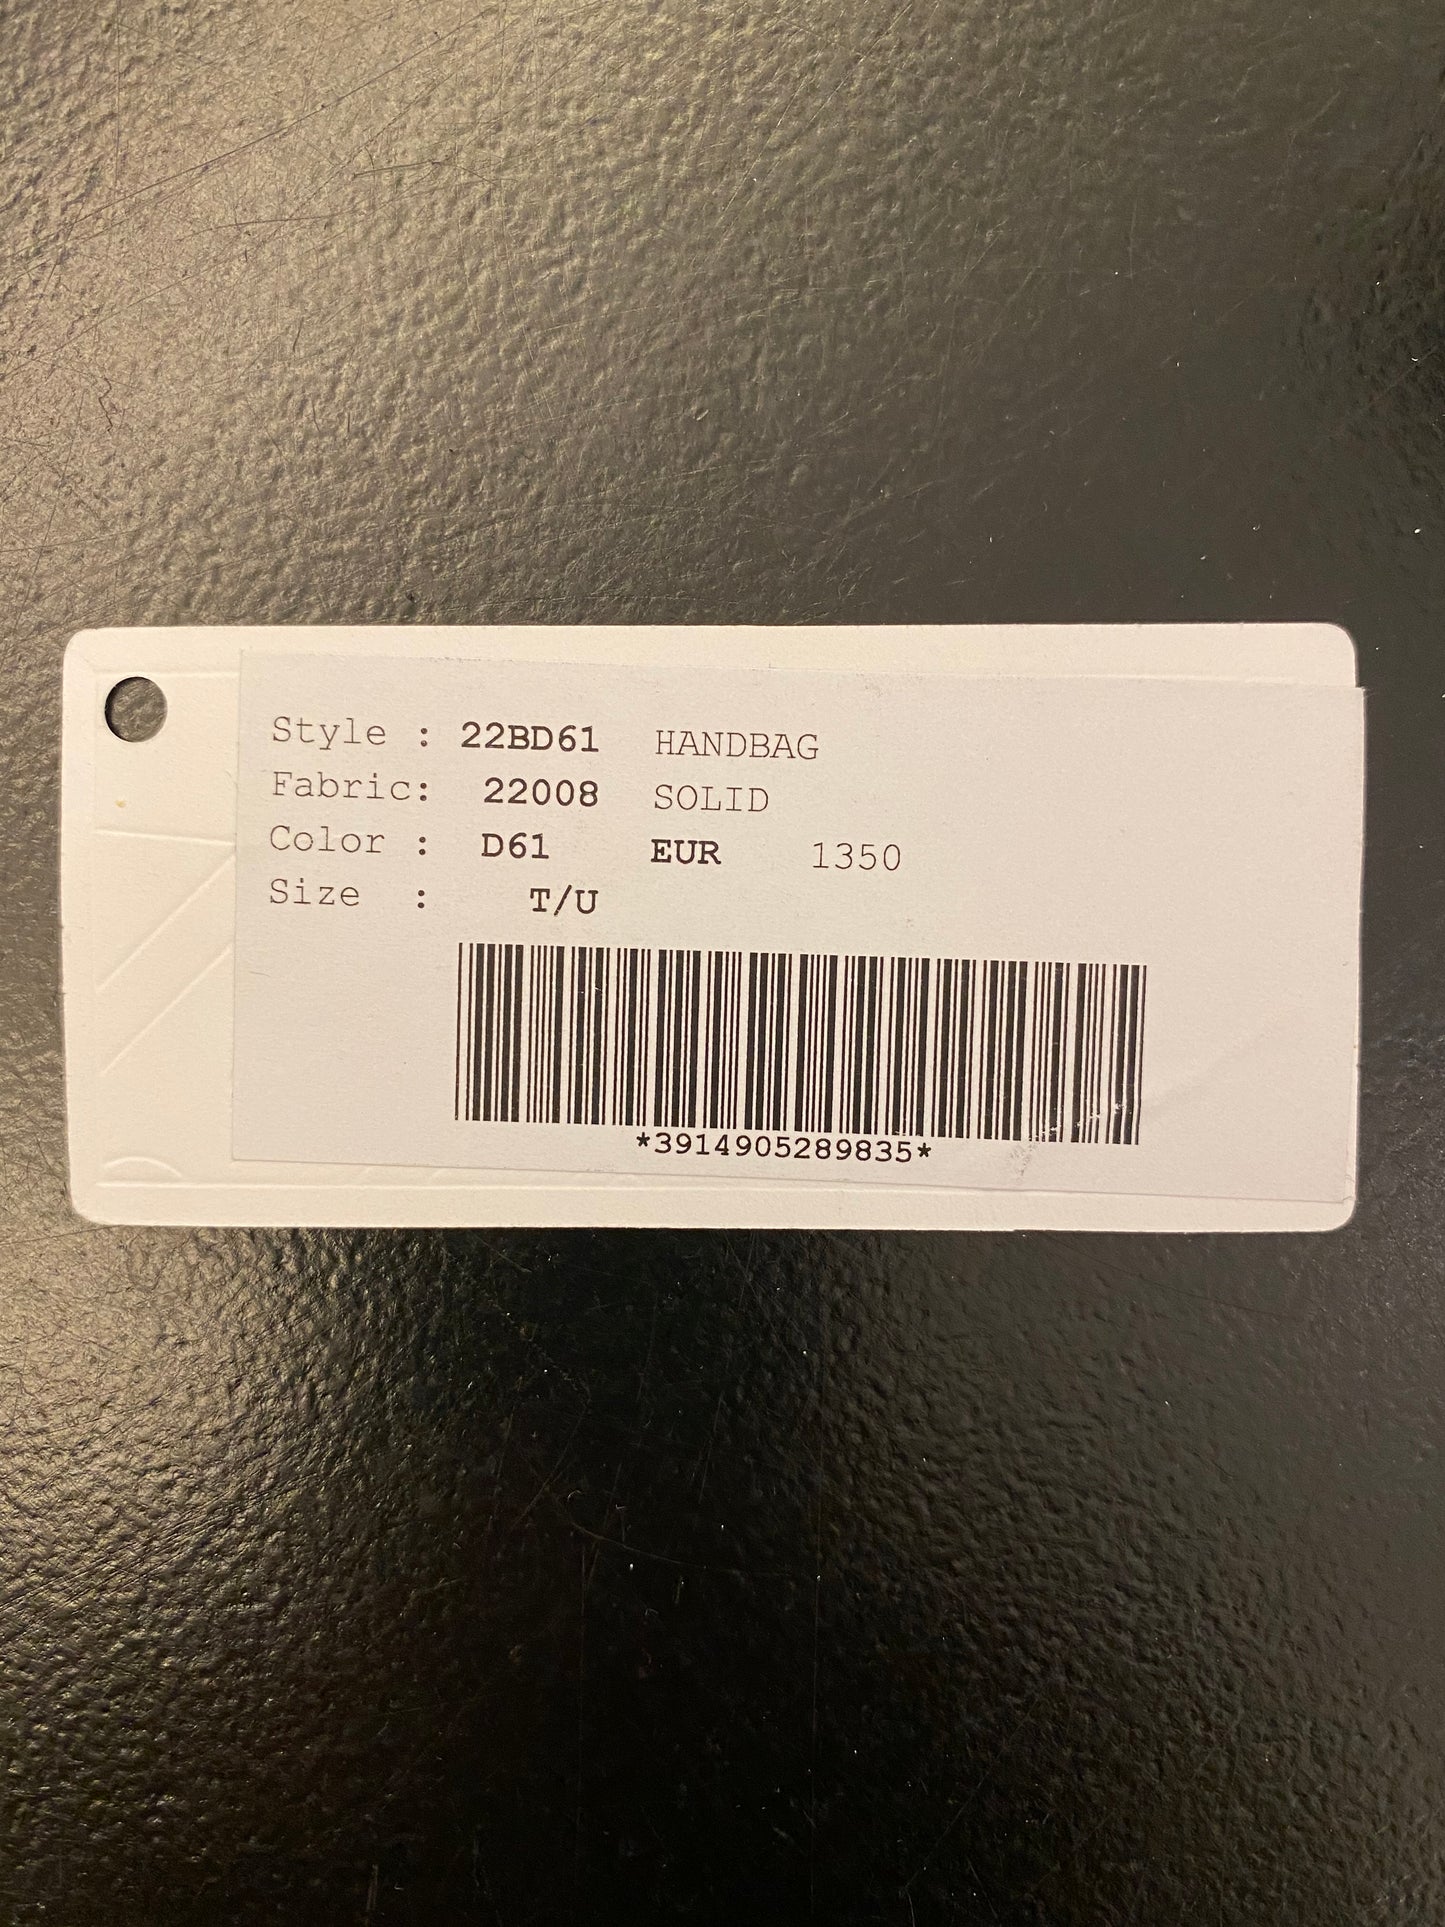 Style : 22BD61 HANDBAG
Fabric: 22008 SOLID
Color : D61 EUR 1350
Size : T/U
*3914905289835*